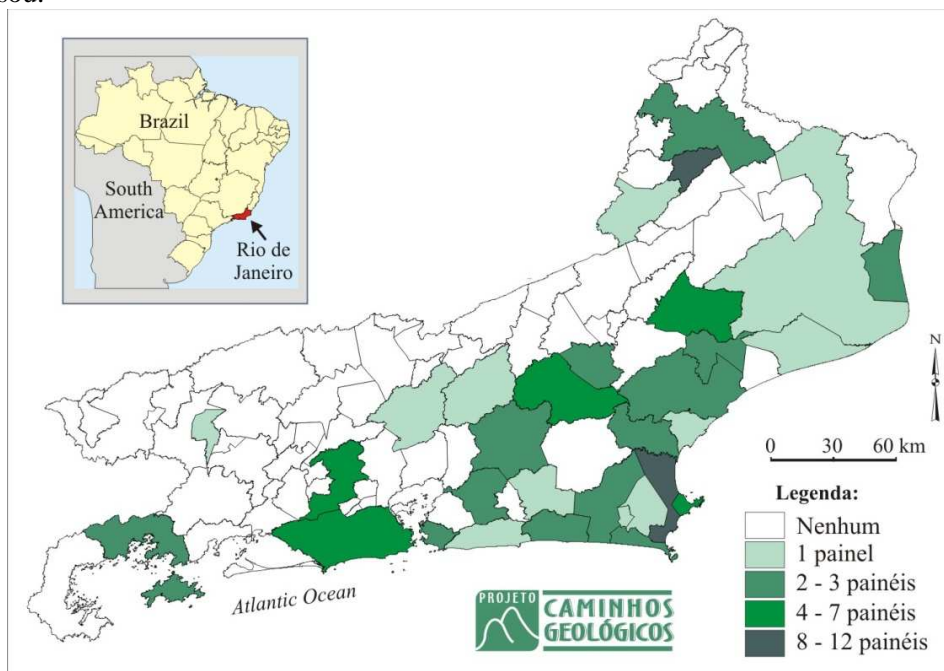 Brazil
South
America
Rio de
Janeiro
N
0 30 60 km
Legenda:
Nenhum
1 painel
2 - 3 painéis
4 - 7 painéis
8 - 12 painéis
Atlantic Ocean
PROJETO
CAMINHOS
GEOLÓGICOS